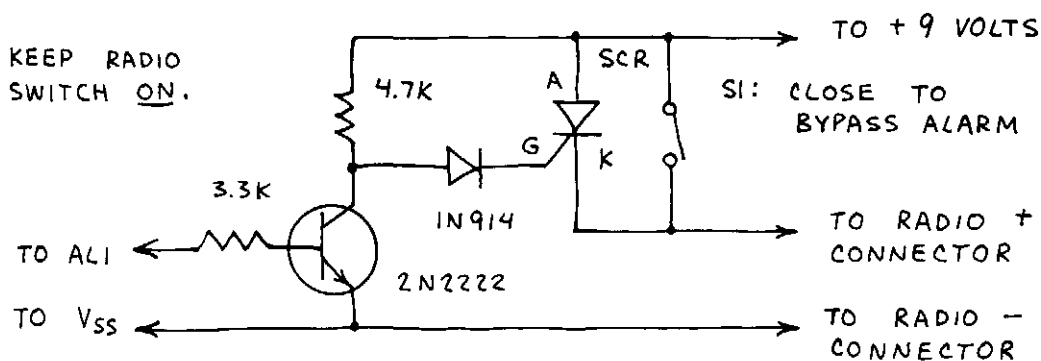 TO + 9 VOLTS
KEEP RADIO
SWITCH ON.
4.7K
SCR
A
S1: CLOSE TO
BYPASS ALARM
G
K
3.3K
1N914
TO AL1
2N2222
TO RADIO +
CONNECTOR
TO VSS
TO RADIO -
CONNECTOR